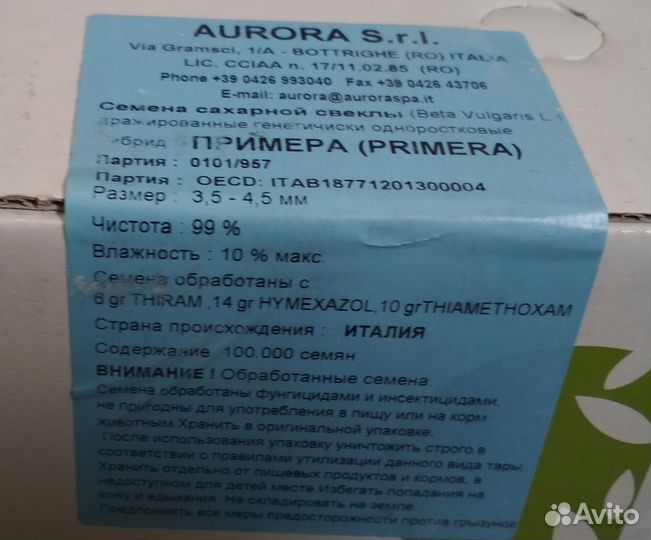 AURORA S.r.l.
Via Gramsci, 1/A - BOTTRIGHE (RO) ITALIA
LIC. CCIAA n. 17/11.02.85 (RO)
Phone +39 0426 993040 Fax +39 0426 43706
E-mail: aurora@auroraspa.it
Семена сахарной свеклы (Beta Vulgaris L.)
дражированные генетически одноростковые
Гибрид : ПРИМЕРА (PRIMERA)
Партия : 0101/957
Партия : OECD: ITAB18771201300004
Размер : 3,5 - 4,5 мм
Чистота : 99 %
Влажность : 10 % макс.
Семена обработаны с :
6 gr THIRAM ,14 gr HYMEXAZOL,10 grTHIAMETHOXAM
Страна происхождения : ИТАЛИЯ
Содержание 100.000 семян
ВНИМАНИЕ ! Обработанные семена
Семена обработаны фунгицидами и инсектицидами,
не пригодны для употребления в пищу или на корм
животным.Хранить в оригинальной упаковке.
После использования упаковку уничтожить строго в
соответствии с правилами утилизации данного вида тары.
Хранить отдельно от пищевых продуктов и кормов, в
недоступном для детей месте.Избегать попадания на
кожу и вдыхания. Не складировать на земле.
Предпринять все меры предосторожности против грызунов
Avito